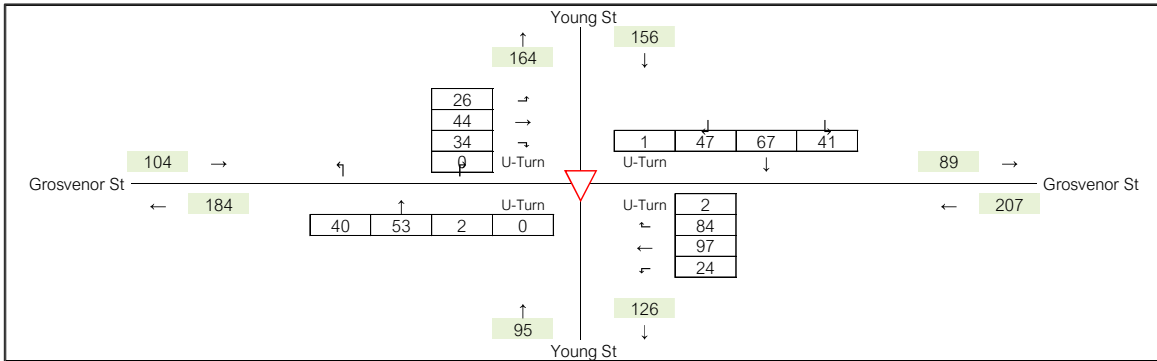 Young St
↑ 156
164 ↓
26
44 →
34 1 47 67 41
104 → 0 U-Turn U-Turn ↓ 89 →
Grosvenor St Grosvenor St
← 184 ↑ U-Turn U-Turn 2 ← 207
40 53 2 0 84
← 97
24
↑ 126
95 ↓
Young St